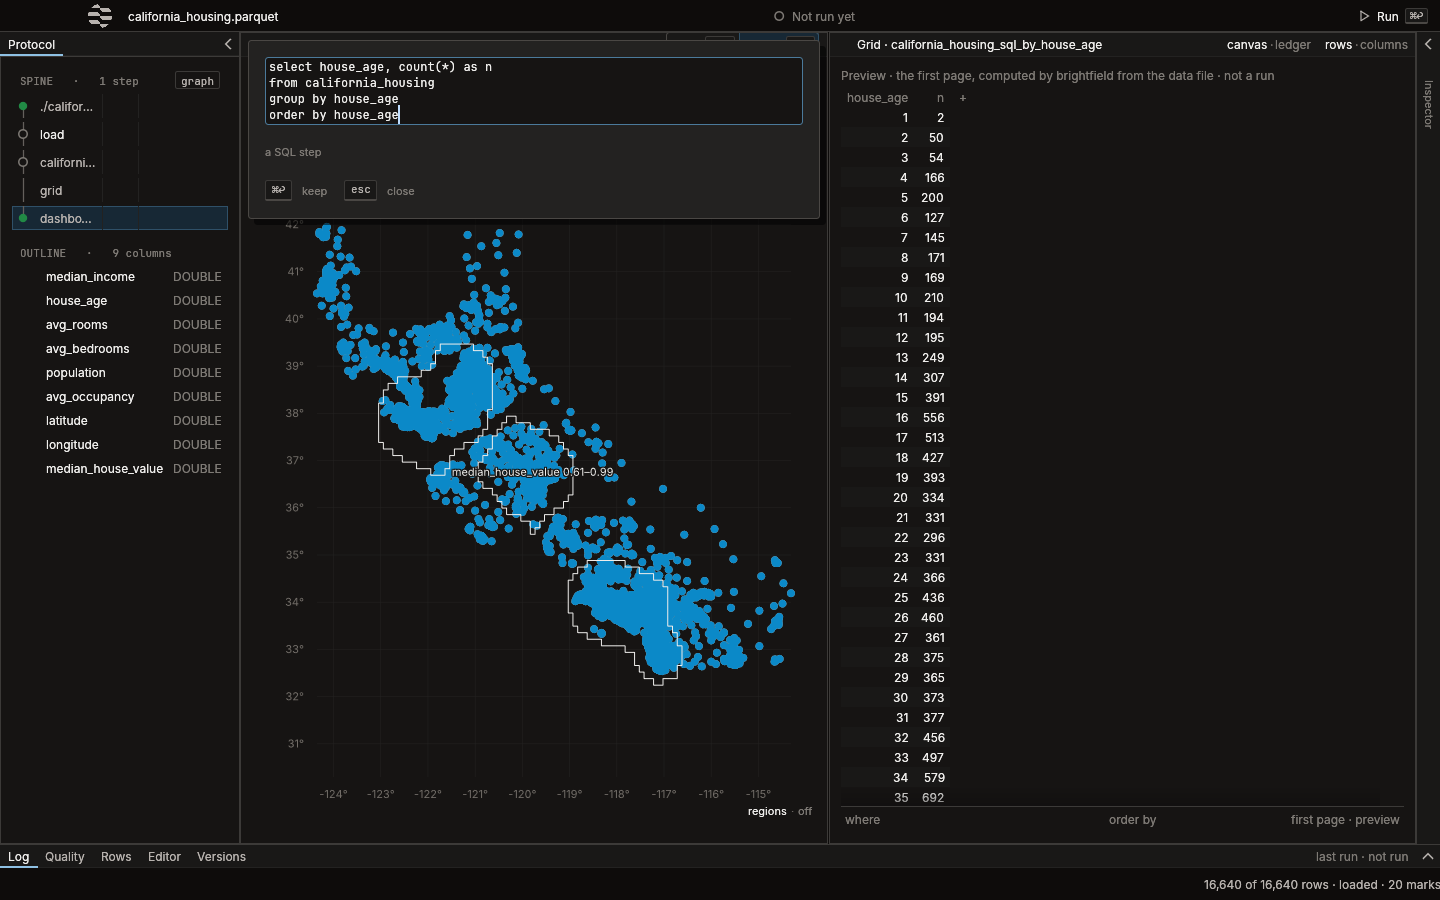 california_housing.parquet
Not run yet
Run
Protocol
SPINE · 1 step
graph
./califor...
load
californi...
grid
dashbo...
OUTLINE · 9 columns
median_income DOUBLE
house_age DOUBLE
avg_rooms DOUBLE
avg_bedrooms DOUBLE
population DOUBLE
avg_occupancy DOUBLE
latitude DOUBLE
longitude DOUBLE
median_house_value DOUBLE
select house_age, count(*) as n
from california_housing
group by house_age
order by house_age
a SQL step
⌘⏎ keep esc close
42°
41°
40°
39°
38°
37°
median_house_value 0.61–0.99
36°
35°
34°
33°
32°
31°
-124° -123° -122° -121° -120° -119° -118° -117° -116° -115°
regions · off
Grid · california_housing_sql_by_house_age
canvas · ledger rows · columns
Preview · the first page, computed by brightfield from the data file · not a run
house_age n +
1 2
2 50
3 54
4 166
5 200
6 127
7 145
8 171
9 169
10 210
11 194
12 195
13 249
14 307
15 391
16 556
17 513
18 427
19 393
20 334
21 331
22 296
23 331
24 366
25 436
26 460
27 361
28 375
29 365
30 373
31 377
32 456
33 497
34 579
35 692
where order by first page · preview
Inspector
Log Quality Rows Editor Versions
last run · not run
16,640 of 16,640 rows · loaded · 20 marks